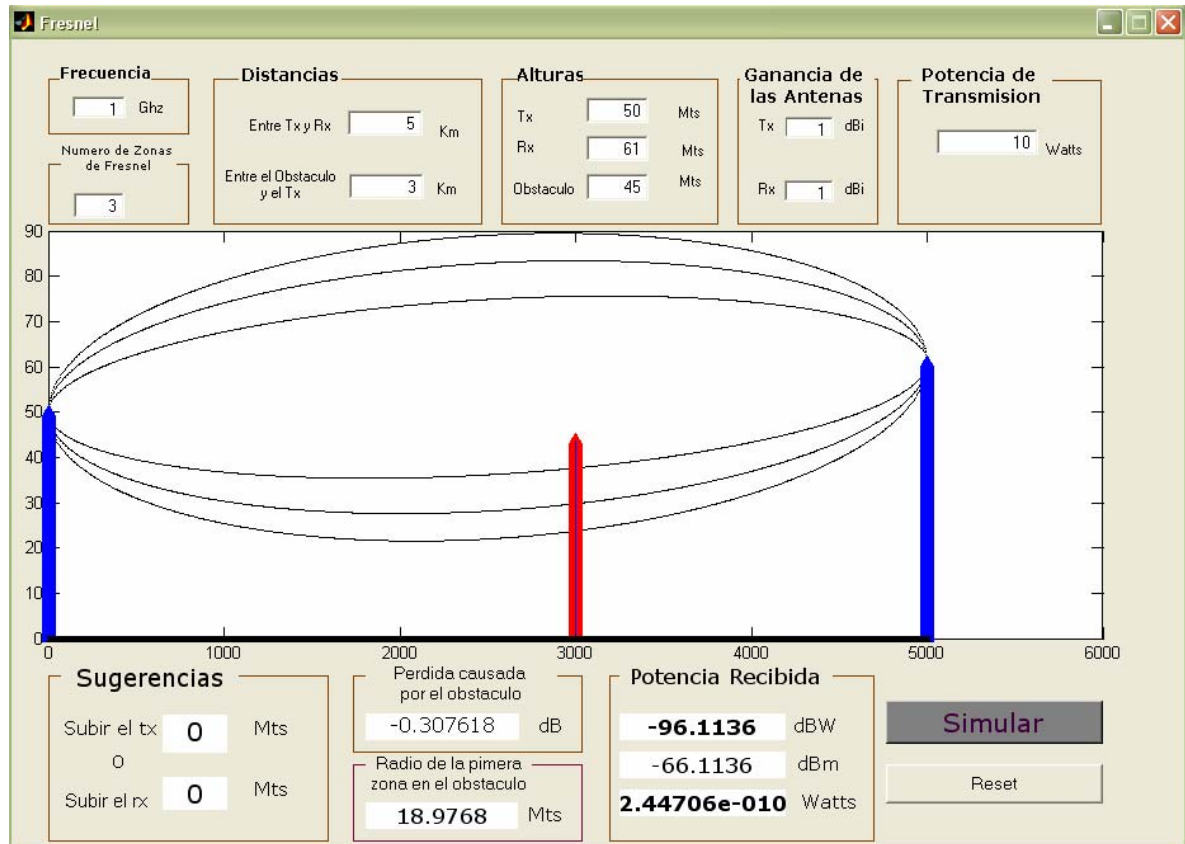 Fresnel
Frecuencia
1 Ghz
Numero de Zonas
de Fresnel
3
Distancias
Entre Tx y Rx 5 Km
Entre el Obstaculo
y el Tx 3 Km
Alturas
Tx 50 Mts
Rx 61 Mts
Obstaculo 45 Mts
Ganancia de
las Antenas
Tx 1 dBi
Rx 1 dBi
Potencia de
Transmision
10 Watts
90
80
70
60
50
40
30
20
10
0
0 1000 2000 3000 4000 5000 6000
Sugerencias
Subir el tx 0 Mts
O
Subir el rx 0 Mts
Perdida causada
por el obstaculo
-0.307618 dB
Radio de la pimera
zona en el obstaculo
18.9768 Mts
Potencia Recibida
-96.1136 dBW
-66.1136 dBm
2.44706e-010 Watts
Simular
Reset